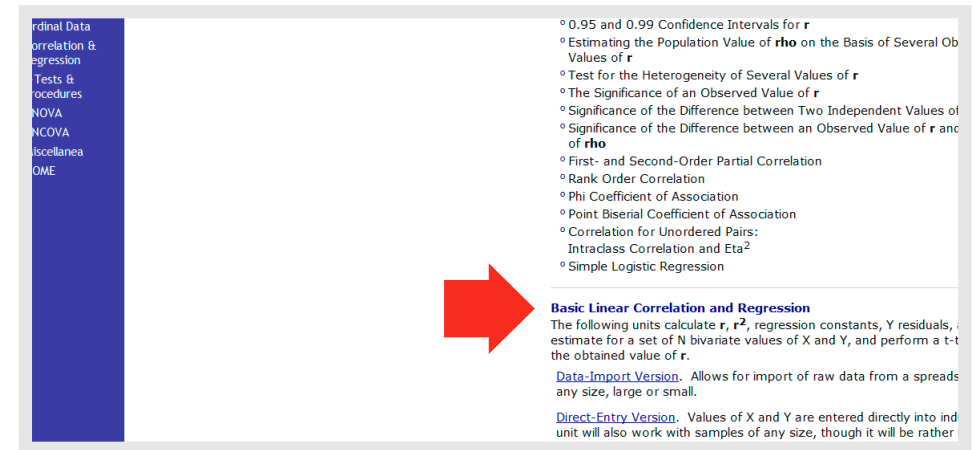 rdinal Data
orrelation &
egression
-Tests &
rocedures
NOVA
NCOVA
iscellanea
OME
º 0.95 and 0.99 Confidence Intervals for r
º Estimating the Population Value of rho on the Basis of Several Ob
Values of r
º Test for the Heterogeneity of Several Values of r
º The Significance of an Observed Value of r
º Significance of the Difference between Two Independent Values of
º Significance of the Difference between an Observed Value of r and
of rho
º First- and Second-Order Partial Correlation
º Rank Order Correlation
º Phi Coefficient of Association
º Point Biserial Coefficient of Association
º Correlation for Unordered Pairs:
Intraclass Correlation and Eta²
º Simple Logistic Regression
Basic Linear Correlation and Regression
The following units calculate r, r², regression constants, Y residuals,
estimate for a set of N bivariate values of X and Y, and perform a t-t
the obtained value of r.
Data-Import Version. Allows for import of raw data from a spreads
any size, large or small.
Direct-Entry Version. Values of X and Y are entered directly into ind
unit will also work with samples of any size, though it will be rather